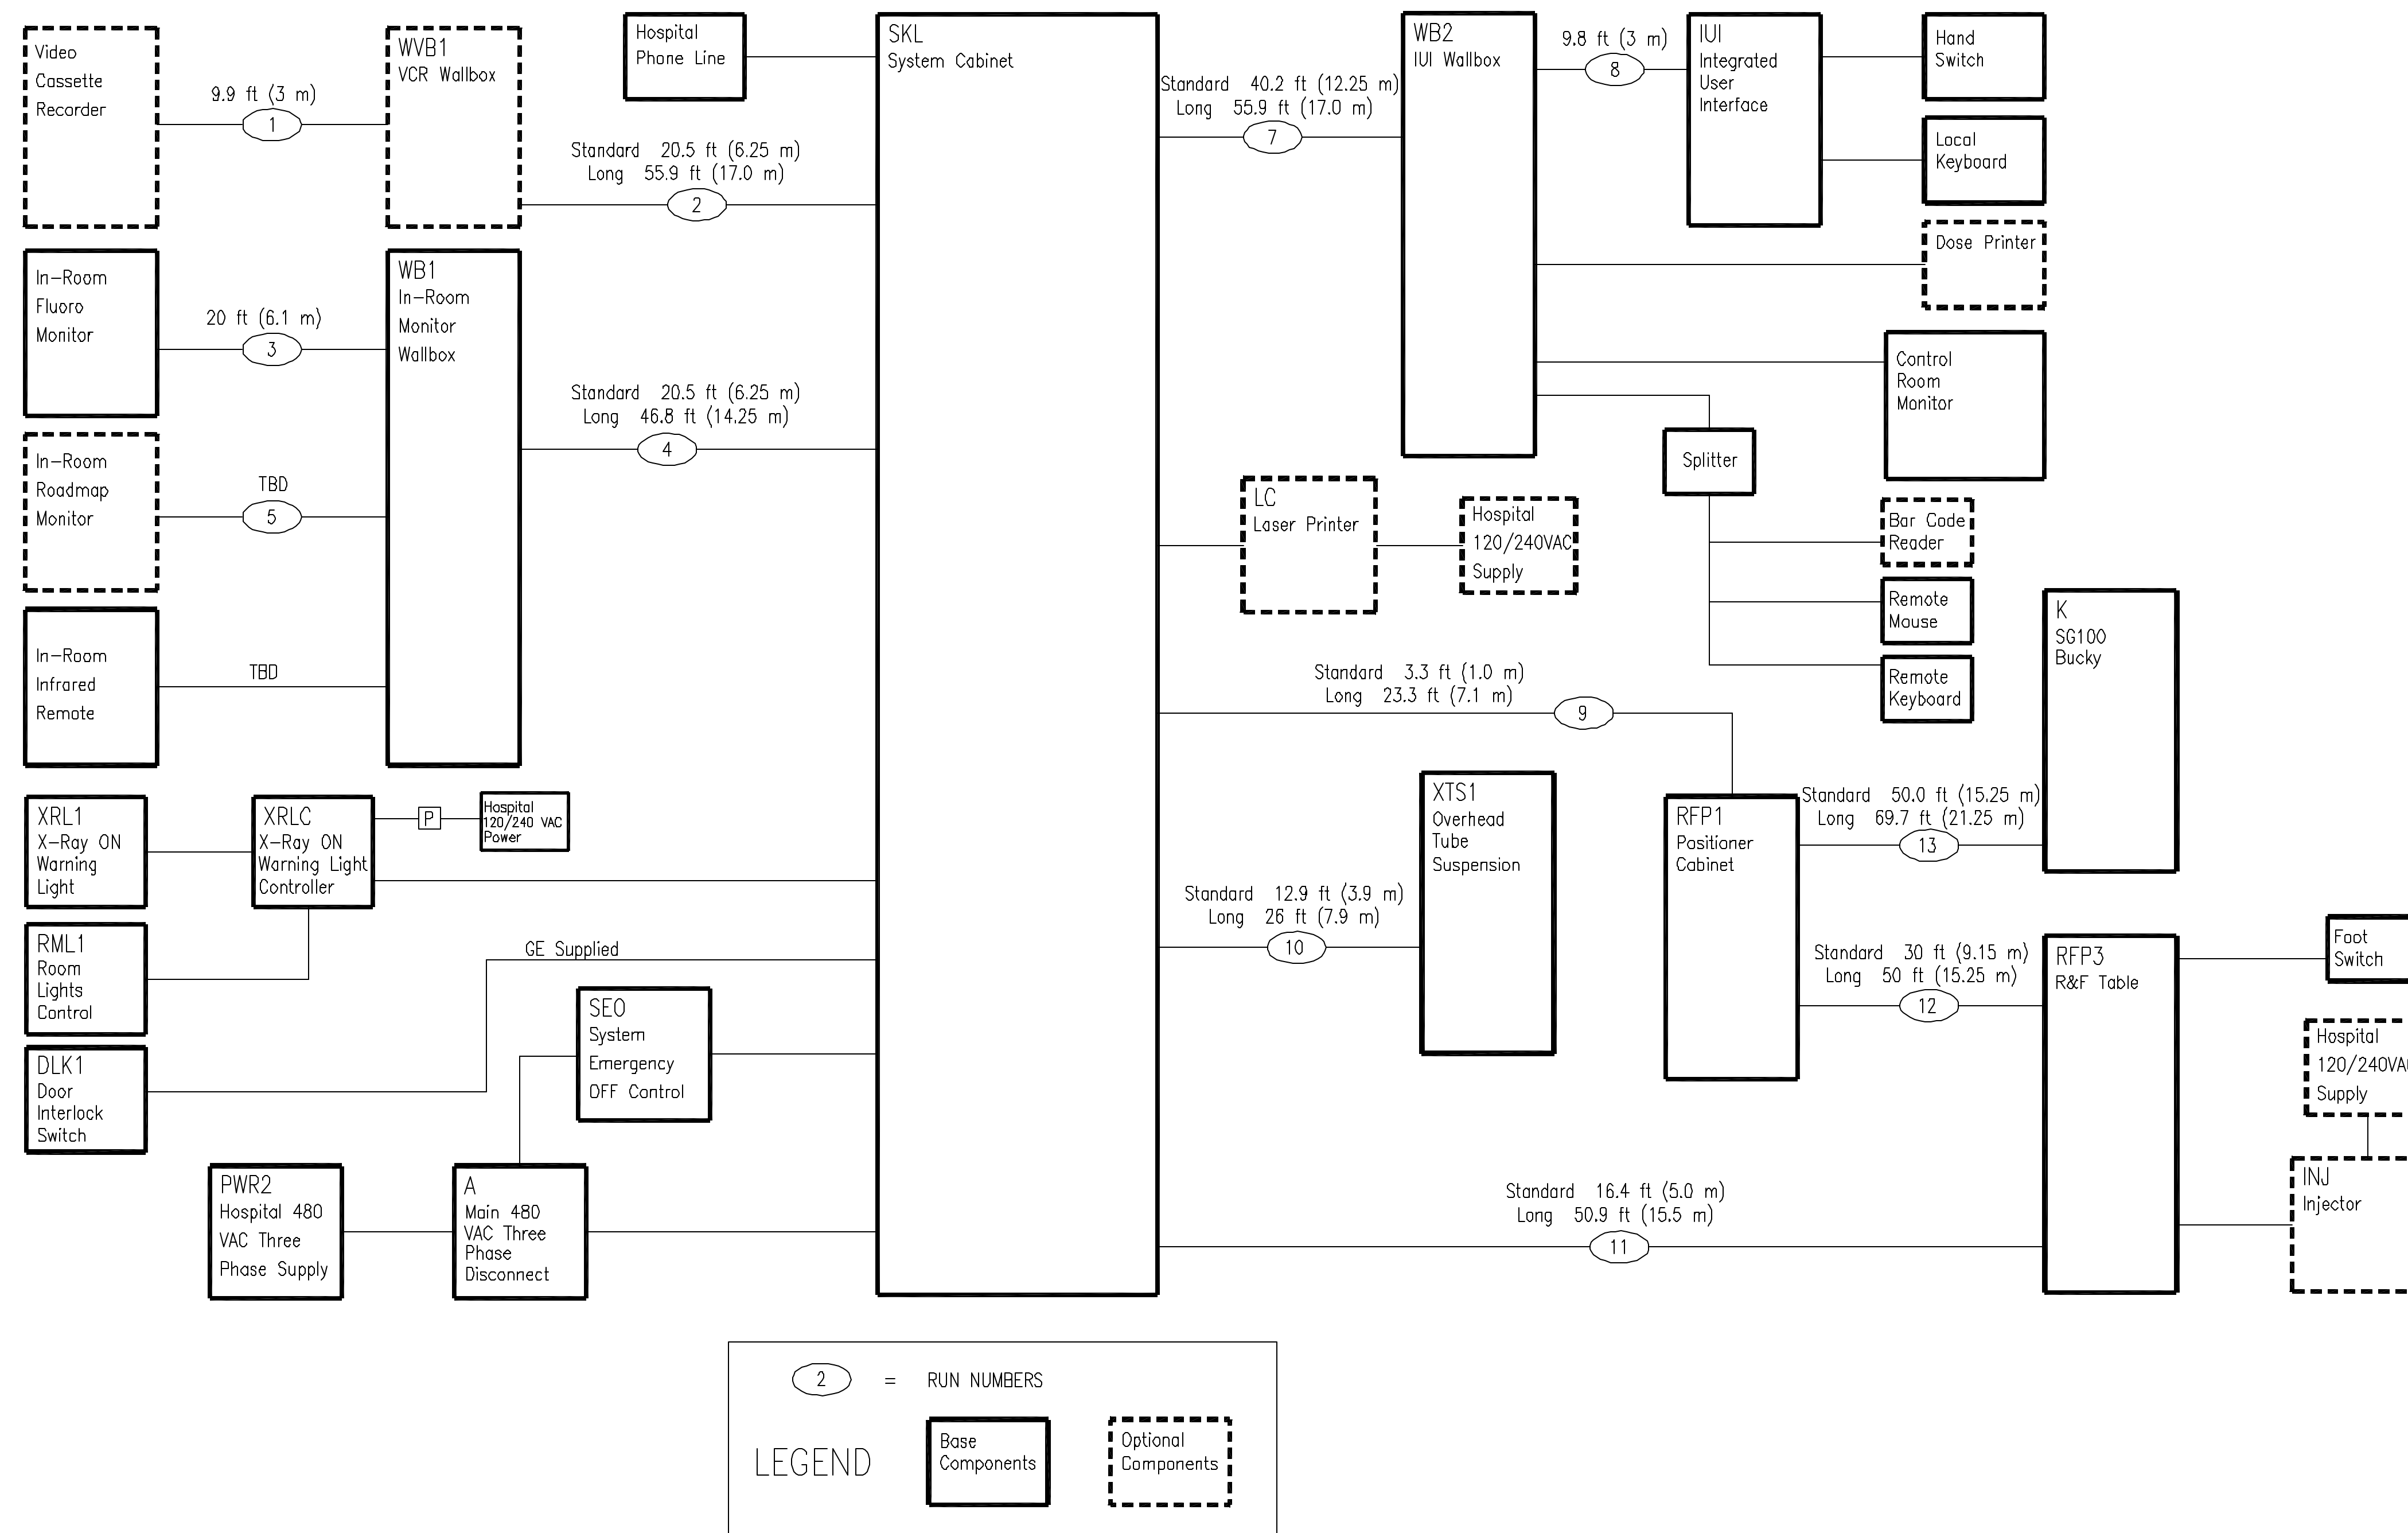 Video
Cassette
Recorder
9.9 ft (3 m)
1
WVB1
VCR Wallbox
Hospital
Phone Line
Standard 20.5 ft (6.25 m)
Long 55.9 ft (17.0 m)
2
SKL
System Cabinet
In-Room
Fluoro
Monitor
20 ft (6.1 m)
3
WB1
In-Room
Monitor
Wallbox
Standard 20.5 ft (6.25 m)
Long 46.8 ft (14.25 m)
4
In-Room
Roadmap
Monitor
TBD
5
In-Room
Infrared
Remote
TBD
XRL1
X-Ray ON
Warning
Light
XRLC
X-Ray ON
Warning Light
Controller
P
Hospital
120/240 VAC
Power
RML1
Room
Lights
Control
GE Supplied
DLK1
Door
Interlock
Switch
SEO
System
Emergency
OFF Control
PWR2
Hospital 480
VAC Three
Phase Supply
A
Main 480
VAC Three
Phase
Disconnect
Standard 40.2 ft (12.25 m)
Long 55.9 ft (17.0 m)
7
WB2
IUI Wallbox
9.8 ft (3 m)
8
IUI
Integrated
User
Interface
Hand
Switch
Local
Keyboard
Dose Printer
Control
Room
Monitor
Splitter
LC
Laser Printer
Hospital
120/240VAC
Supply
Bar Code
Reader
Remote
Mouse
Remote
Keyboard
Standard 3.3 ft (1.0 m)
Long 23.3 ft (7.1 m)
9
K
SG100
Bucky
XTS1
Overhead
Tube
Suspension
Standard 12.9 ft (3.9 m)
Long 26 ft (7.9 m)
10
RFP1
Positioner
Cabinet
Standard 50.0 ft (15.25 m)
Long 69.7 ft (21.25 m)
13
Standard 30 ft (9.15 m)
Long 50 ft (15.25 m)
12
RFP3
R&F Table
Foot
Switch
Hospital
120/240VA
Supply
INJ
Injector
Standard 16.4 ft (5.0 m)
Long 50.9 ft (15.5 m)
11
2 = RUN NUMBERS
LEGEND
Base
Components
Optional
Components